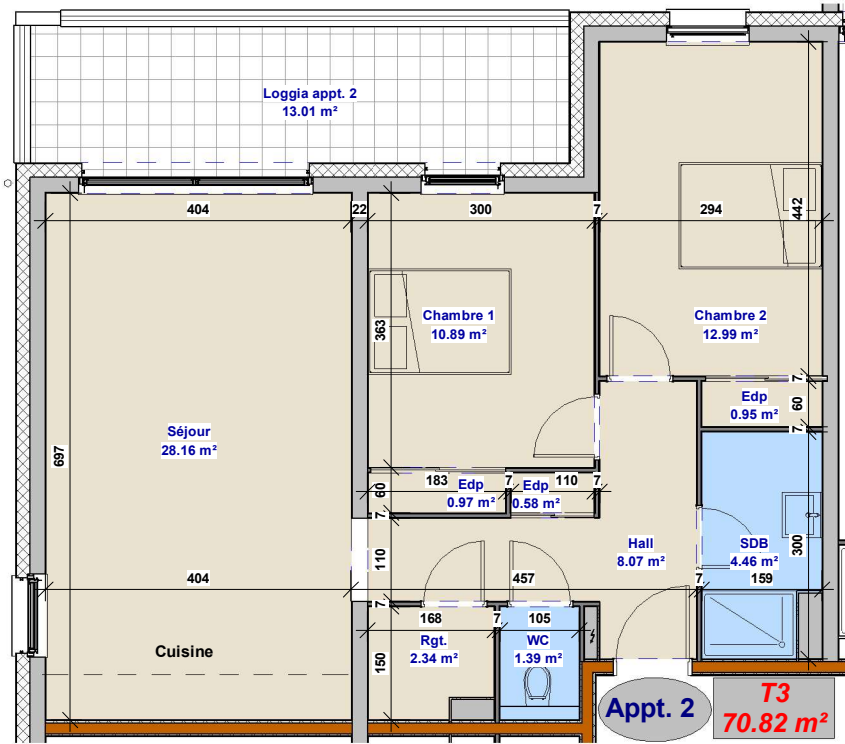 Loggia appt. 2
13.01 m²
404
22
300
7
294
442
363
Chambre 1
10.89 m²
Chambre 2
12.99 m²
7
Edp
0.95 m²
60
7
Séjour
28.16 m²
697
60
183
Edp
0.97 m²
7
Edp
0.58 m²
110
7
7
110
Hall
8.07 m²
SDB
4.46 m²
300
404
457
7
159
7
168
7
105
Cuisine
150
Rgt.
2.34 m²
WC
1.39 m²
Appt. 2
T3
70.82 m²